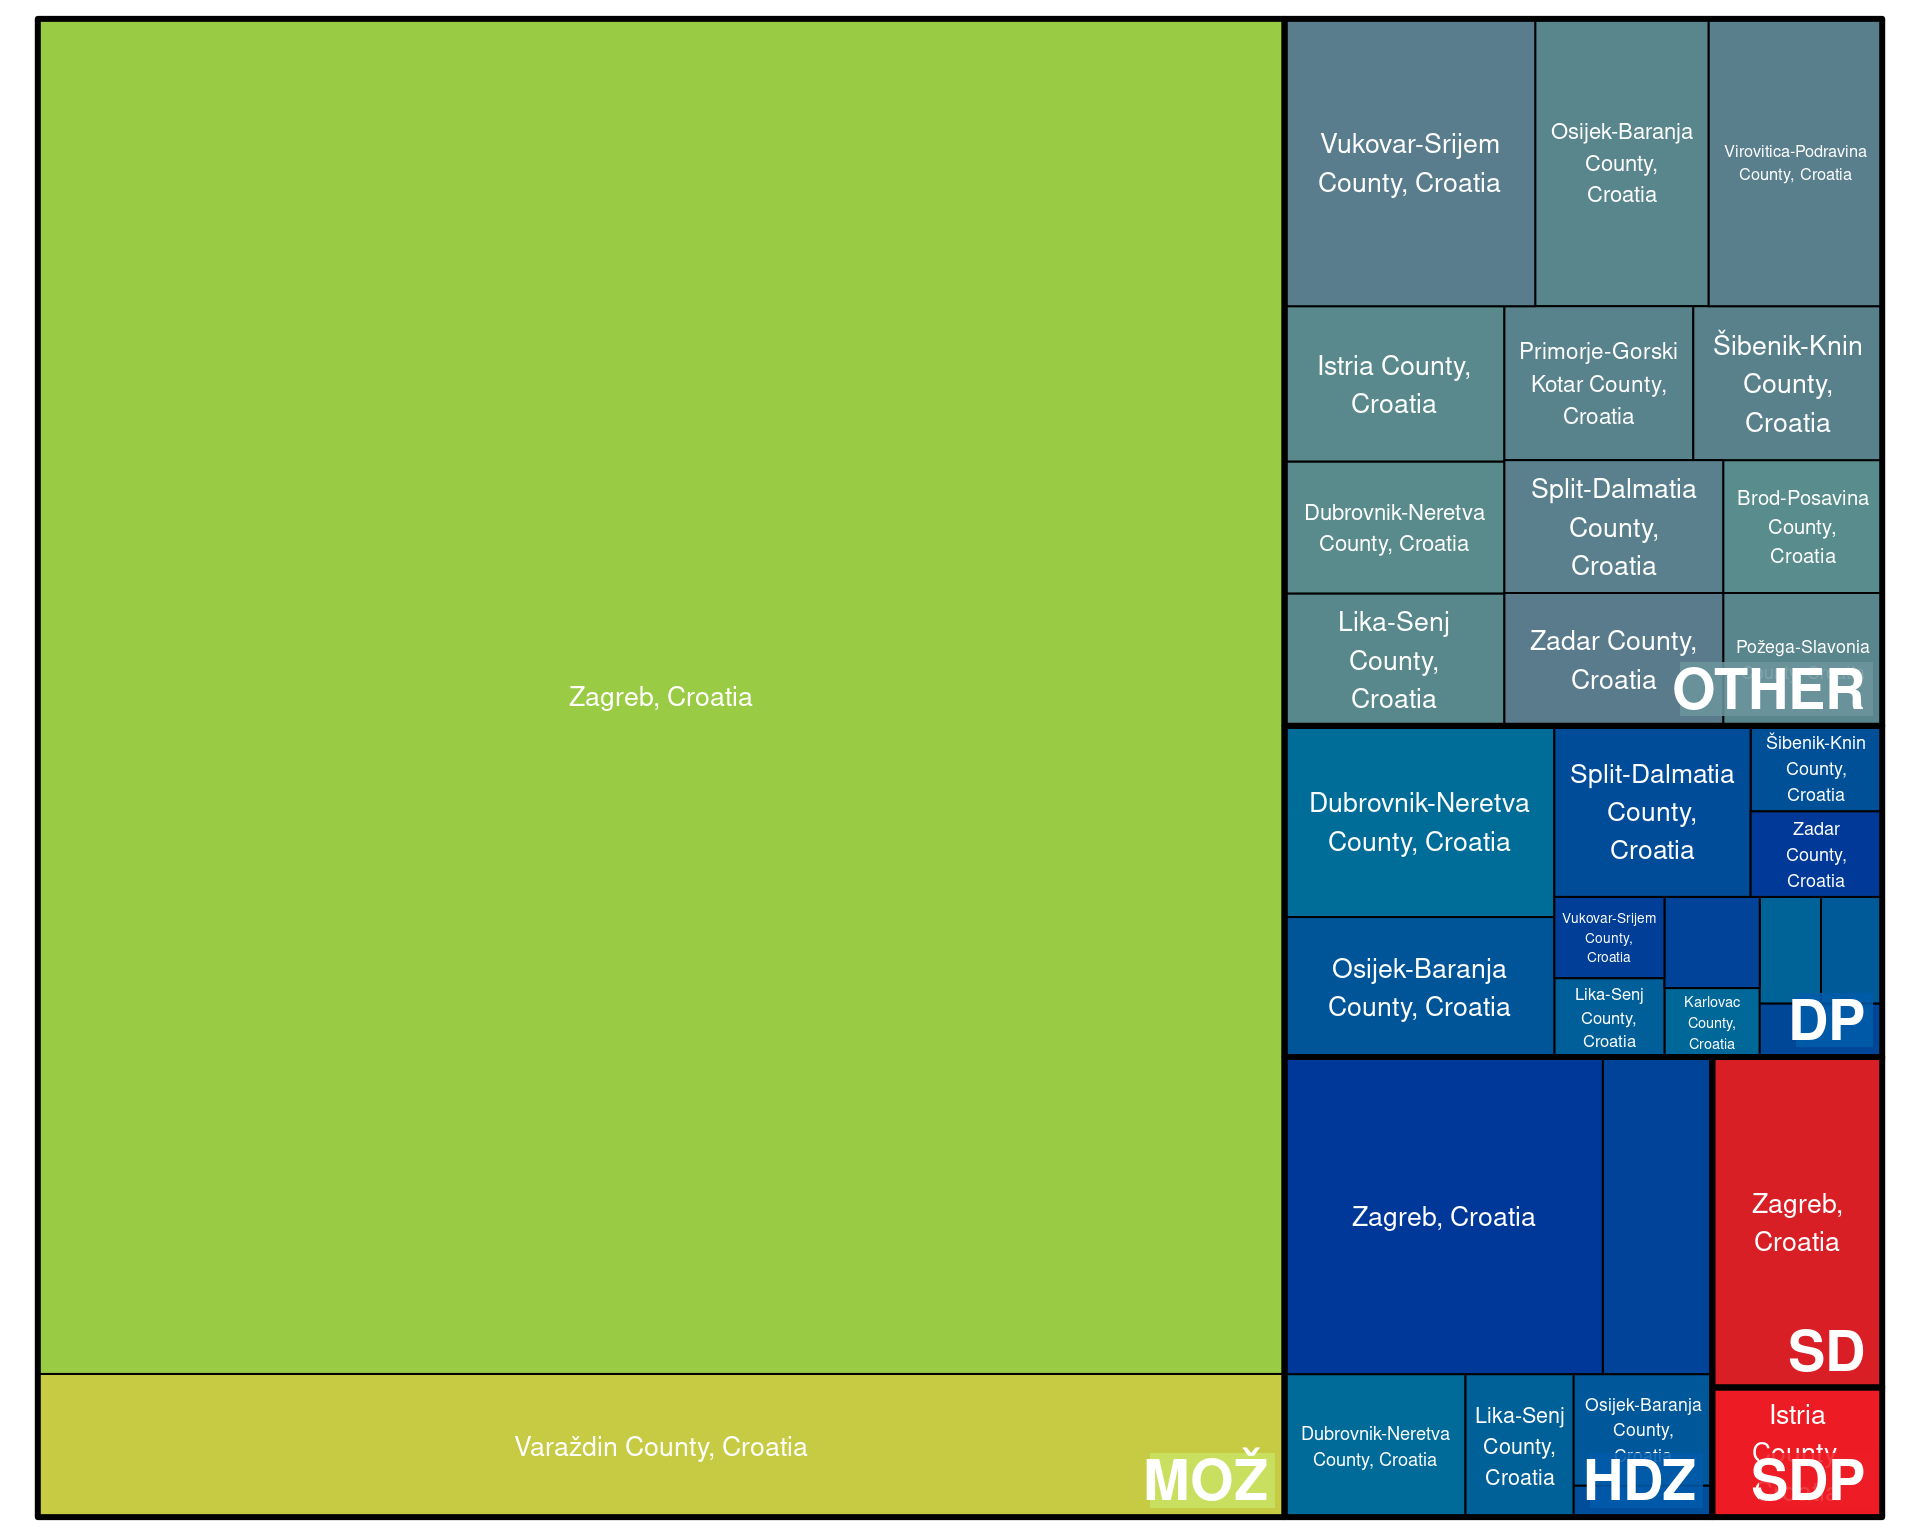 Zagreb, Croatia
Varaždin County, Croatia
MOŽ
Vukovar-Srijem
County, Croatia
Osijek-Baranja
County,
Croatia
Virovitica-Podravina
County, Croatia
Istria County,
Croatia
Primorje-Gorski
Kotar County,
Croatia
Šibenik-Knin
County,
Croatia
Dubrovnik-Neretva
County, Croatia
Split-Dalmatia
County,
Croatia
Brod-Posavina
County,
Croatia
Lika-Senj
County,
Croatia
Zadar County,
Croatia
Požega-Slavonia
OTHER
Dubrovnik-Neretva
County, Croatia
Split-Dalmatia
County,
Croatia
Šibenik-Knin
County,
Croatia
Zadar
County,
Croatia
Osijek-Baranja
County, Croatia
Vukovar-Srijem
County,
Croatia
Lika-Senj
County,
Croatia
Karlovac
County,
Croatia
DP
Zagreb, Croatia
Dubrovnik-Neretva
County, Croatia
Lika-Senj
County,
Croatia
Osijek-Baranja
County,
Croatia
HDZ
Zagreb,
Croatia
SD
Istria
County,
SDP